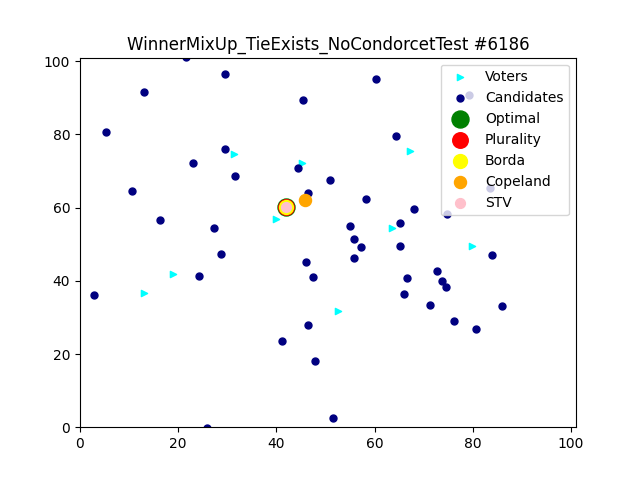 WinnerMixUp_TieExists_NoCondorcetTest #6186
100
80
60
40
20
0
0 20 40 60 80 100
Voters
Candidates
Optimal
Plurality
Borda
Copeland
STV